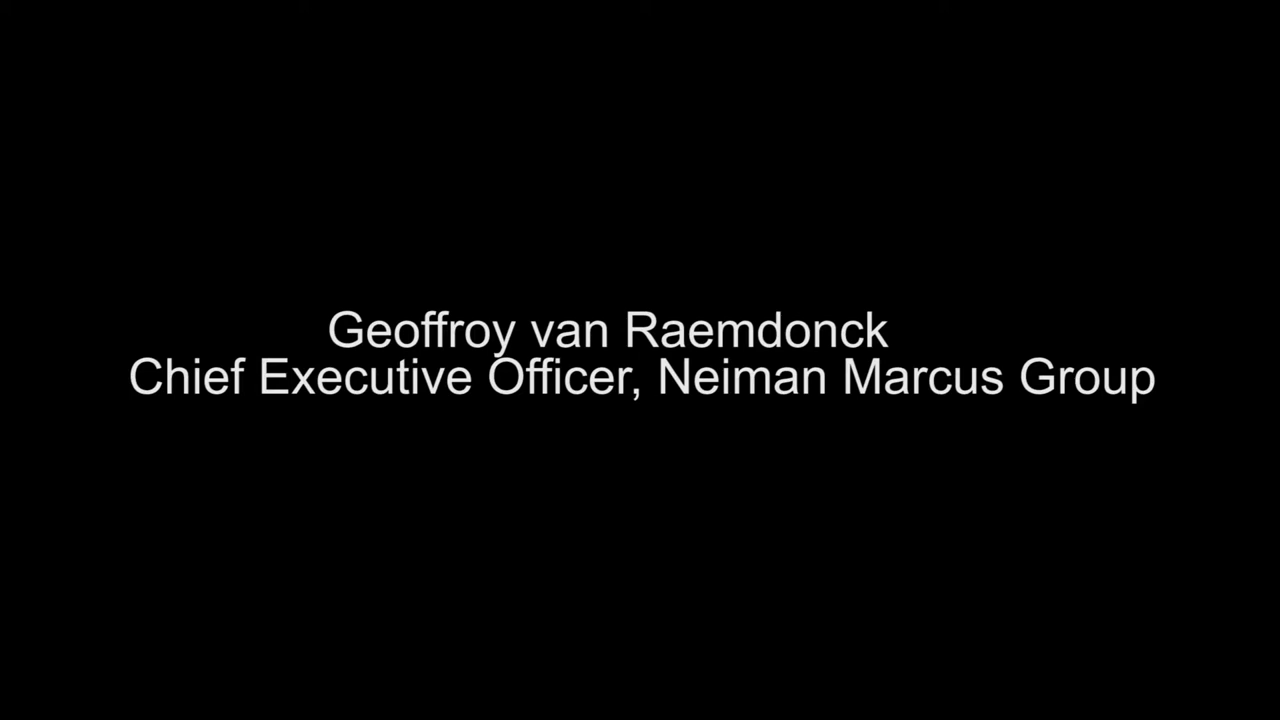 Geoffroy van Raemdonck
Chief Executive Officer, Neiman Marcus Group